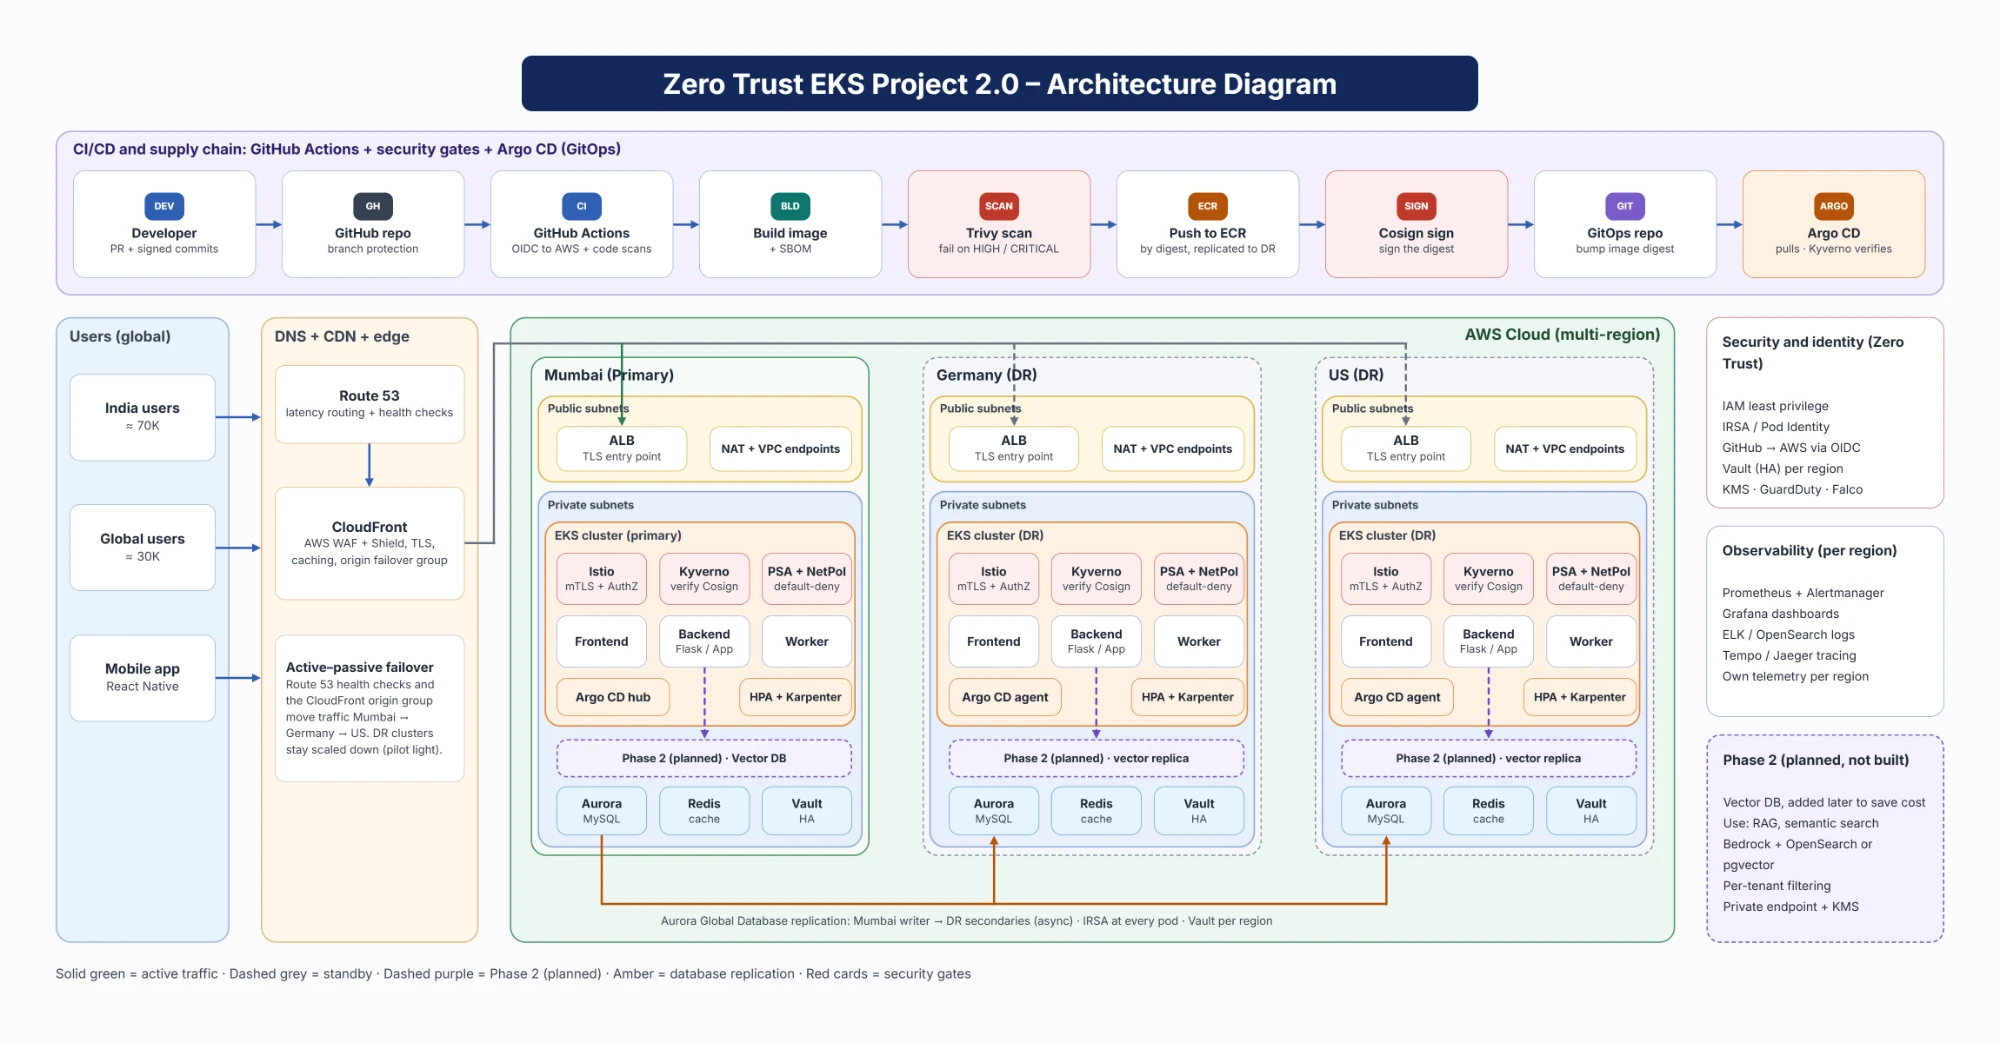 Zero Trust EKS Project 2.0 – Architecture Diagram
CI/CD and supply chain: GitHub Actions + security gates + Argo CD (GitOps)
DEV
Developer
PR + signed commits
GH
GitHub repo
branch protection
CI
GitHub Actions
OIDC to AWS + code scans
BLD
Build image
+ SBOM
SCAN
Trivy scan
fail on HIGH / CRITICAL
ECR
Push to ECR
by digest, replicated to DR
SIGN
Cosign sign
sign the digest
GIT
GitOps repo
bump image digest
ARGO
Argo CD
pulls · Kyverno verifies
Users (global)
India users
≈ 70K
Global users
≈ 30K
Mobile app
React Native
DNS + CDN + edge
Route 53
latency routing + health checks
CloudFront
AWS WAF + Shield, TLS,
caching, origin failover group
Active–passive failover
Route 53 health checks and
the CloudFront origin group
move traffic Mumbai →
Germany → US. DR clusters
stay scaled down (pilot light).
AWS Cloud (multi-region)
Mumbai (Primary)
Public subnets
ALB
TLS entry point
NAT + VPC endpoints
Private subnets
EKS cluster (primary)
Istio
mTLS + AuthZ
Kyverno
verify Cosign
PSA + NetPol
default-deny
Frontend
Backend
Flask / App
Worker
Argo CD hub
HPA + Karpenter
Phase 2 (planned) · Vector DB
Aurora
MySQL
Redis
cache
Vault
HA
Germany (DR)
Public subnets
ALB
TLS entry point
NAT + VPC endpoints
Private subnets
EKS cluster (DR)
Istio
mTLS + AuthZ
Kyverno
verify Cosign
PSA + NetPol
default-deny
Frontend
Backend
Flask / App
Worker
Argo CD agent
HPA + Karpenter
Phase 2 (planned) · vector replica
Aurora
MySQL
Redis
cache
Vault
HA
US (DR)
Public subnets
ALB
TLS entry point
NAT + VPC endpoints
Private subnets
EKS cluster (DR)
Istio
mTLS + AuthZ
Kyverno
verify Cosign
PSA + NetPol
default-deny
Frontend
Backend
Flask / App
Worker
Argo CD agent
HPA + Karpenter
Phase 2 (planned) · vector replica
Aurora
MySQL
Redis
cache
Vault
HA
Aurora Global Database replication: Mumbai writer → DR secondaries (async) · IRSA at every pod · Vault per region
Security and identity (Zero
Trust)
IAM least privilege
IRSA / Pod Identity
GitHub → AWS via OIDC
Vault (HA) per region
KMS · GuardDuty · Falco
Observability (per region)
Prometheus + Alertmanager
Grafana dashboards
ELK / OpenSearch logs
Tempo / Jaeger tracing
Own telemetry per region
Phase 2 (planned, not built)
Vector DB, added later to save cost
Use: RAG, semantic search
Bedrock + OpenSearch or
pgvector
Per-tenant filtering
Private endpoint + KMS
Solid green = active traffic · Dashed grey = standby · Dashed purple = Phase 2 (planned) · Amber = database replication · Red cards = security gates